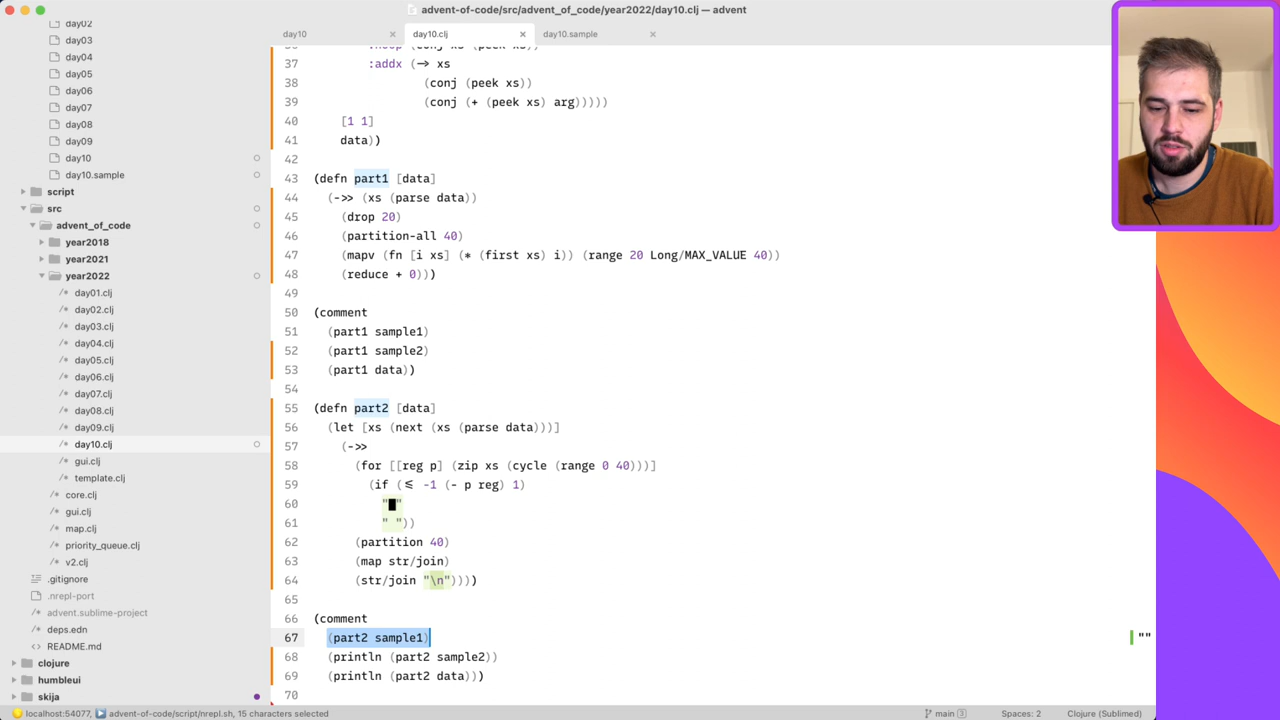 advent-of-code/src/advent_of_code/year2022/day10.clj — advent
day10
day10.clj
day10.sample
day02
day03
day04
day05
day06
day07
day08
day09
day10
day10.sample
script
src
advent_of_code
year2018
year2021
year2022
day01.clj
day02.clj
day03.clj
day04.clj
day05.clj
day06.clj
day07.clj
day08.clj
day09.clj
day10.clj
gui.clj
template.clj
core.clj
gui.clj
map.clj
priority_queue.clj
v2.clj
.gitignore
.nrepl-port
advent.sublime-project
deps.edn
README.md
clojure
humbleui
skija
36 :noop (conj xs (peek xs))
37 :addx (-> xs
38 (conj (peek xs))
39 (conj (+ (peek xs) arg)))))
40 [1 1]
41 data))
42
43 (defn part1 [data]
44 (->> (xs (parse data))
45 (drop 20)
46 (partition-all 40)
47 (mapv (fn [i xs] (* (first xs) i)) (range 20 Long/MAX_VALUE 40))
48 (reduce + 0)))
49
50 (comment
51 (part1 sample1)
52 (part1 sample2)
53 (part1 data))
54
55 (defn part2 [data]
56 (let [xs (next (xs (parse data)))]
57 (->>
58 (for [[reg p] (zip xs (cycle (range 0 40)))]
59 (if (<= -1 (- p reg) 1)
60 "█"
61 " "))
62 (partition 40)
63 (map str/join)
64 (str/join "\n"))))
65
66 (comment
67 (part2 sample1) ""
68 (println (part2 sample2))
69 (println (part2 data)))
70
localhost:54077, advent-of-code/script/nrepl.sh, 15 characters selected
main 3
Spaces: 2
Clojure (Sublimed)